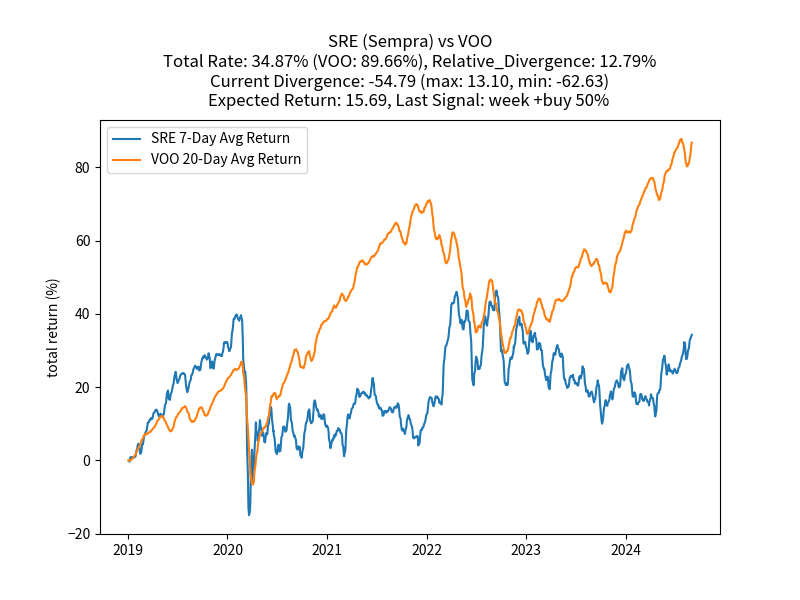 SRE (Sempra) vs VOO
Total Rate: 34.87% (VOO: 89.66%), Relative_Divergence: 12.79%
Current Divergence: -54.79 (max: 13.10, min: -62.63)
Expected Return: 15.69, Last Signal: week +buy 50%
SRE 7-Day Avg Return
VOO 20-Day Avg Return
total return (%)
80
60
40
20
0
−20
2019 2020 2021 2022 2023 2024